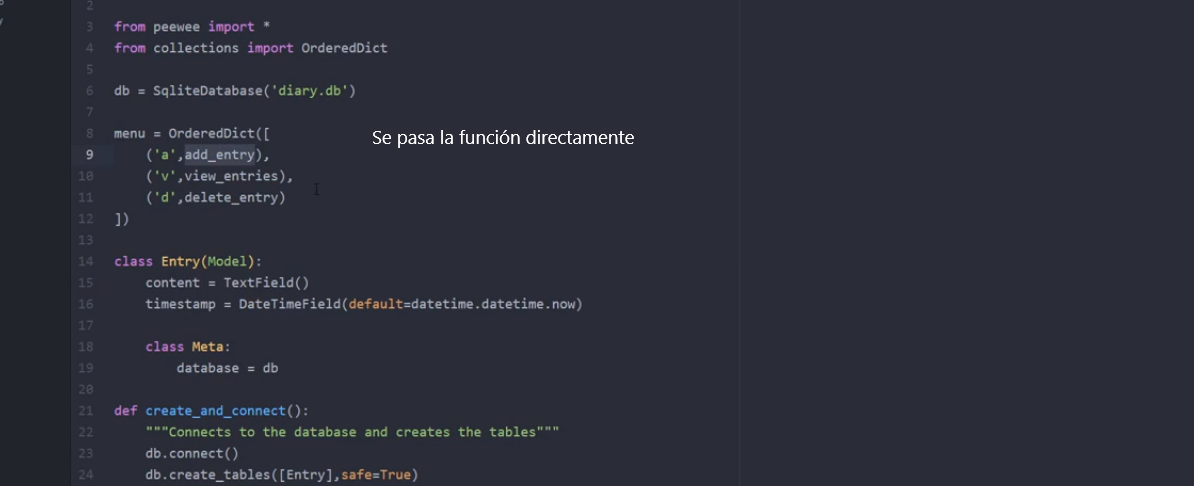 2
3 from peewee import *
4 from collections import OrderedDict
5
6 db = SqliteDatabase('diary.db')
7
8 menu = OrderedDict([
Se pasa la función directamente
9 ('a',add_entry),
10 ('v',view_entries),
11 ('d',delete_entry)
12 ])
13
14 class Entry(Model):
15 content = TextField()
16 timestamp = DateTimeField(default=datetime.datetime.now)
17
18 class Meta:
19 database = db
20
21 def create_and_connect():
22 """Connects to the database and creates the tables"""
23 db.connect()
24 db.create_tables([Entry],safe=True)